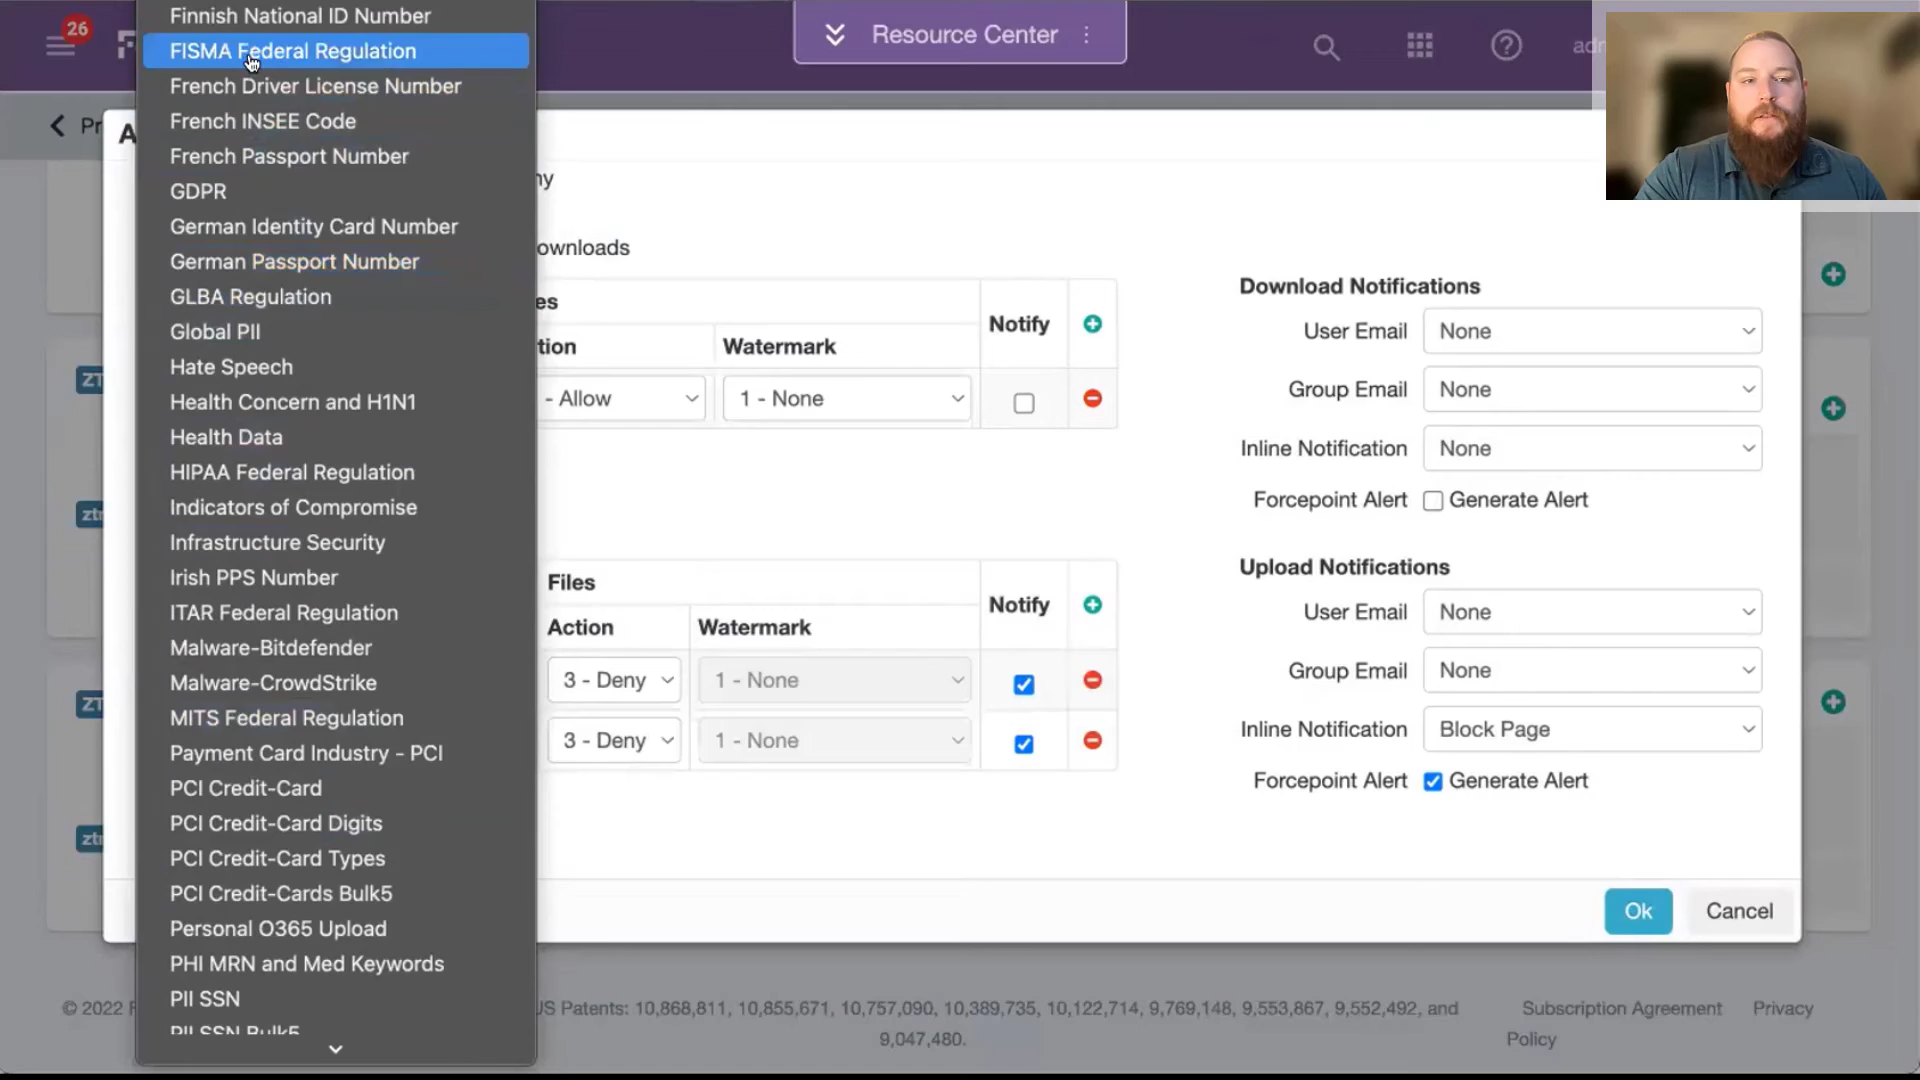 26
Finnish National ID Number
FISMA Federal Regulation
French Driver License Number
French INSEE Code
French Passport Number
GDPR
German Identity Card Number
German Passport Number
GLBA Regulation
Global PII
Hate Speech
Health Concern and H1N1
Health Data
HIPAA Federal Regulation
Indicators of Compromise
Infrastructure Security
Irish PPS Number
ITAR Federal Regulation
Malware-Bitdefender
Malware-CrowdStrike
MITS Federal Regulation
Payment Card Industry - PCI
PCI Credit-Card
PCI Credit-Card Digits
PCI Credit-Card Types
PCI Credit-Cards Bulk5
Personal O365 Upload
PHI MRN and Med Keywords
PII SSN
PII SSN Bulk5
Resource Center
Watermark
Notify
- Allow
1 - None
Files
Notify
Action
Watermark
3 - Deny
1 - None
3 - Deny
1 - None
Download Notifications
User Email
None
Group Email
None
Inline Notification
None
Forcepoint Alert
Generate Alert
Upload Notifications
User Email
None
Group Email
None
Inline Notification
Block Page
Forcepoint Alert
Generate Alert
Ok
Cancel
© 2022
US Patents: 10,868,811, 10,855,671, 10,757,090, 10,389,735, 10,122,714, 9,769,148, 9,553,867, 9,552,492, and
9,047,480.
Subscription Agreement
Privacy
Policy